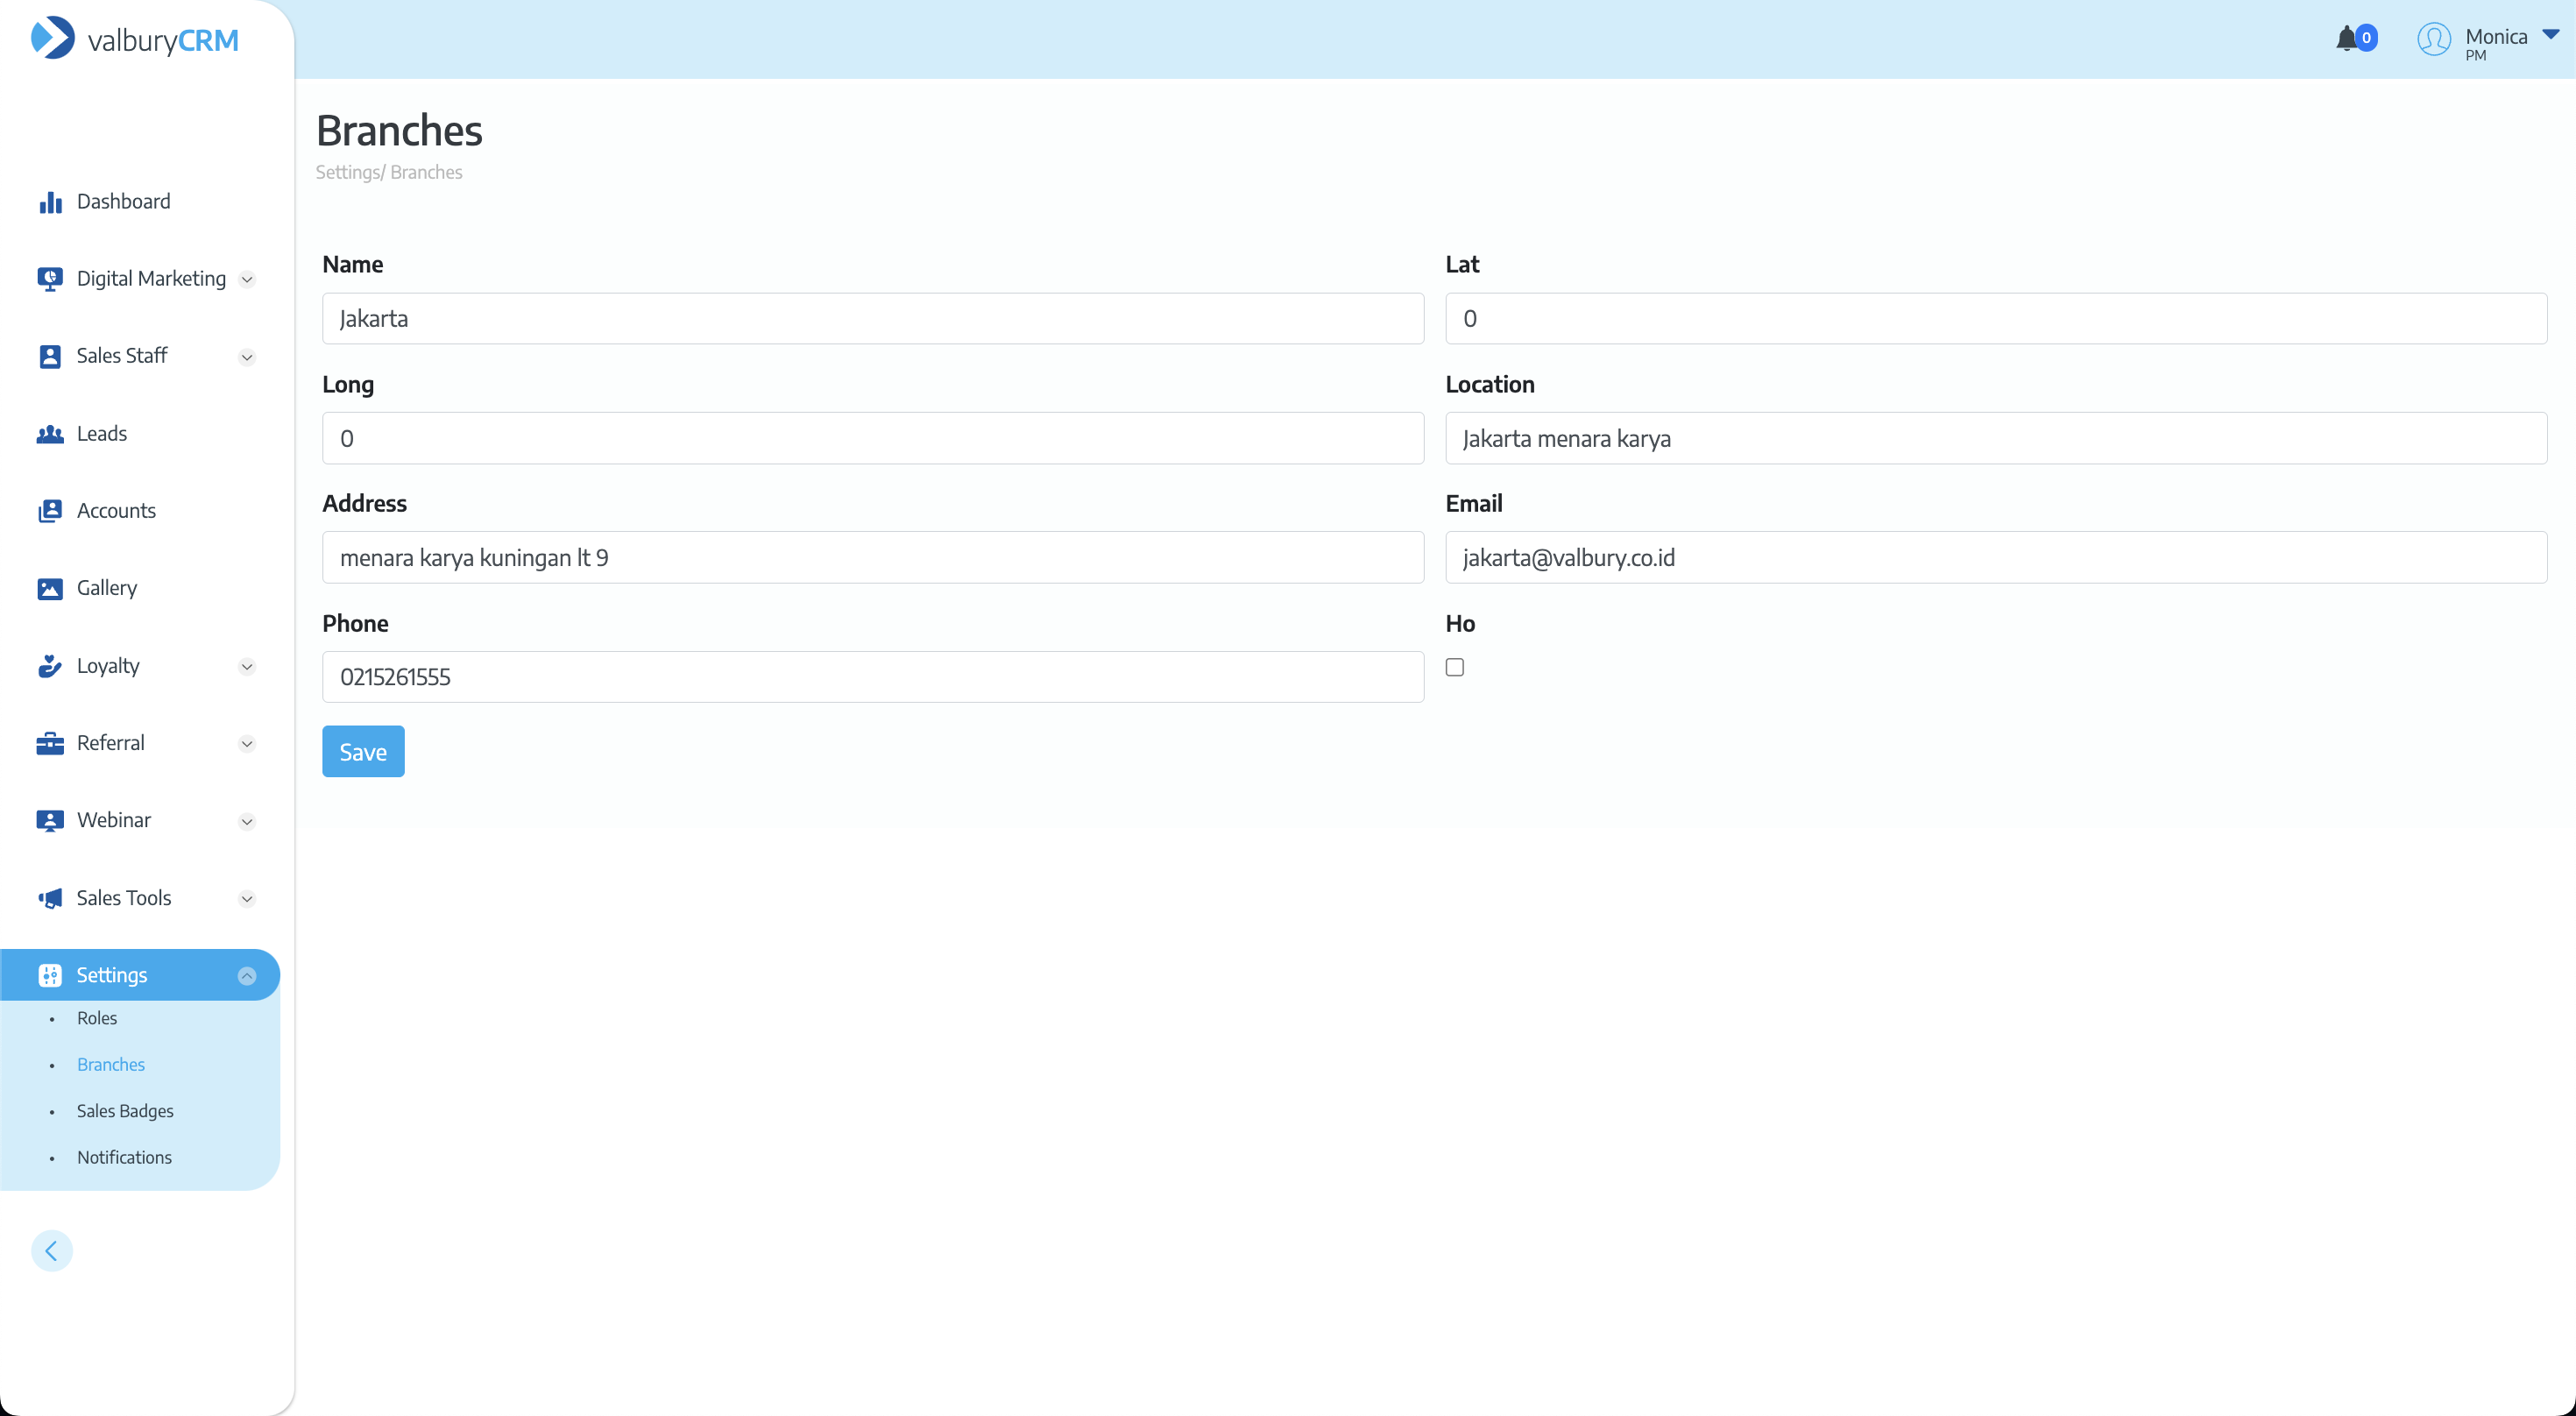 valburyCRM
0
Monica
PM
Dashboard
Digital Marketing
Sales Staff
Leads
Accounts
Gallery
Loyalty
Referral
Webinar
Sales Tools
Settings
• Roles
• Branches
• Sales Badges
• Notifications
Branches
Settings/ Branches
Name
Jakarta
Lat
0
Long
0
Location
Jakarta menara karya
Address
menara karya kuningan lt 9
Email
jakarta@valbury.co.id
Phone
0215261555
Ho
Save